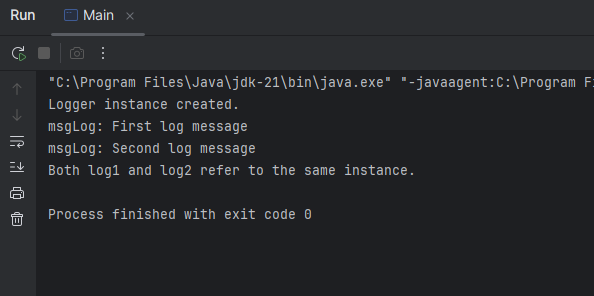 Run Main
"C:\Program Files\Java\jdk-21\bin\java.exe" "-javaagent:C:\Program
Logger instance created.
msgLog: First log message
msgLog: Second log message
Both log1 and log2 refer to the same instance.
Process finished with exit code 0